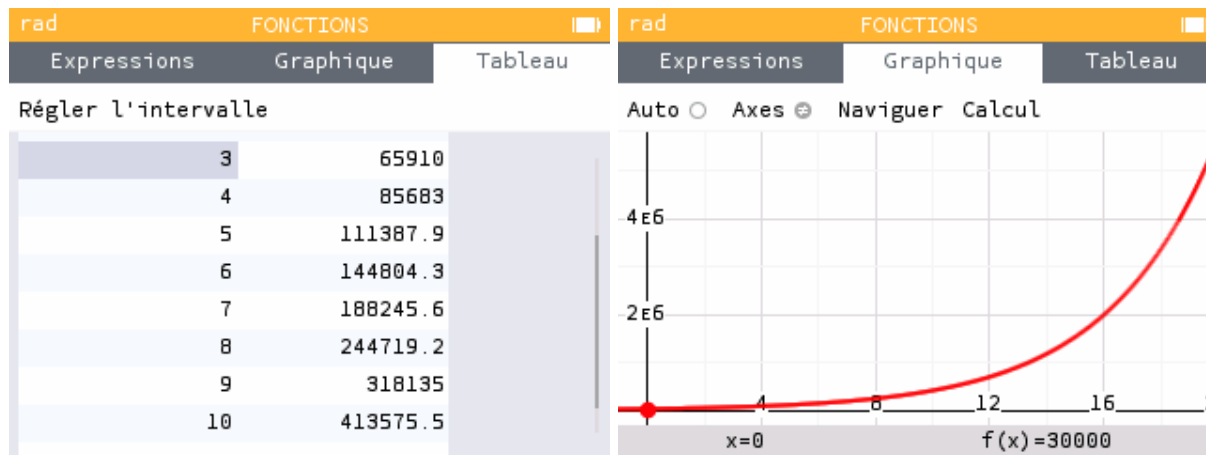 rad FONCTIONS
Expressions Graphique Tableau
Régler l'intervalle
3 65910
4 85683
5 111387.9
6 144804.3
7 188245.6
8 244719.2
9 318135
10 413575.5
rad FONCTIONS
Expressions Graphique Tableau
Auto Axes Naviguer Calcul
4ᴇ6
2ᴇ6
4 8 12 16
x=0 f(x)=30000